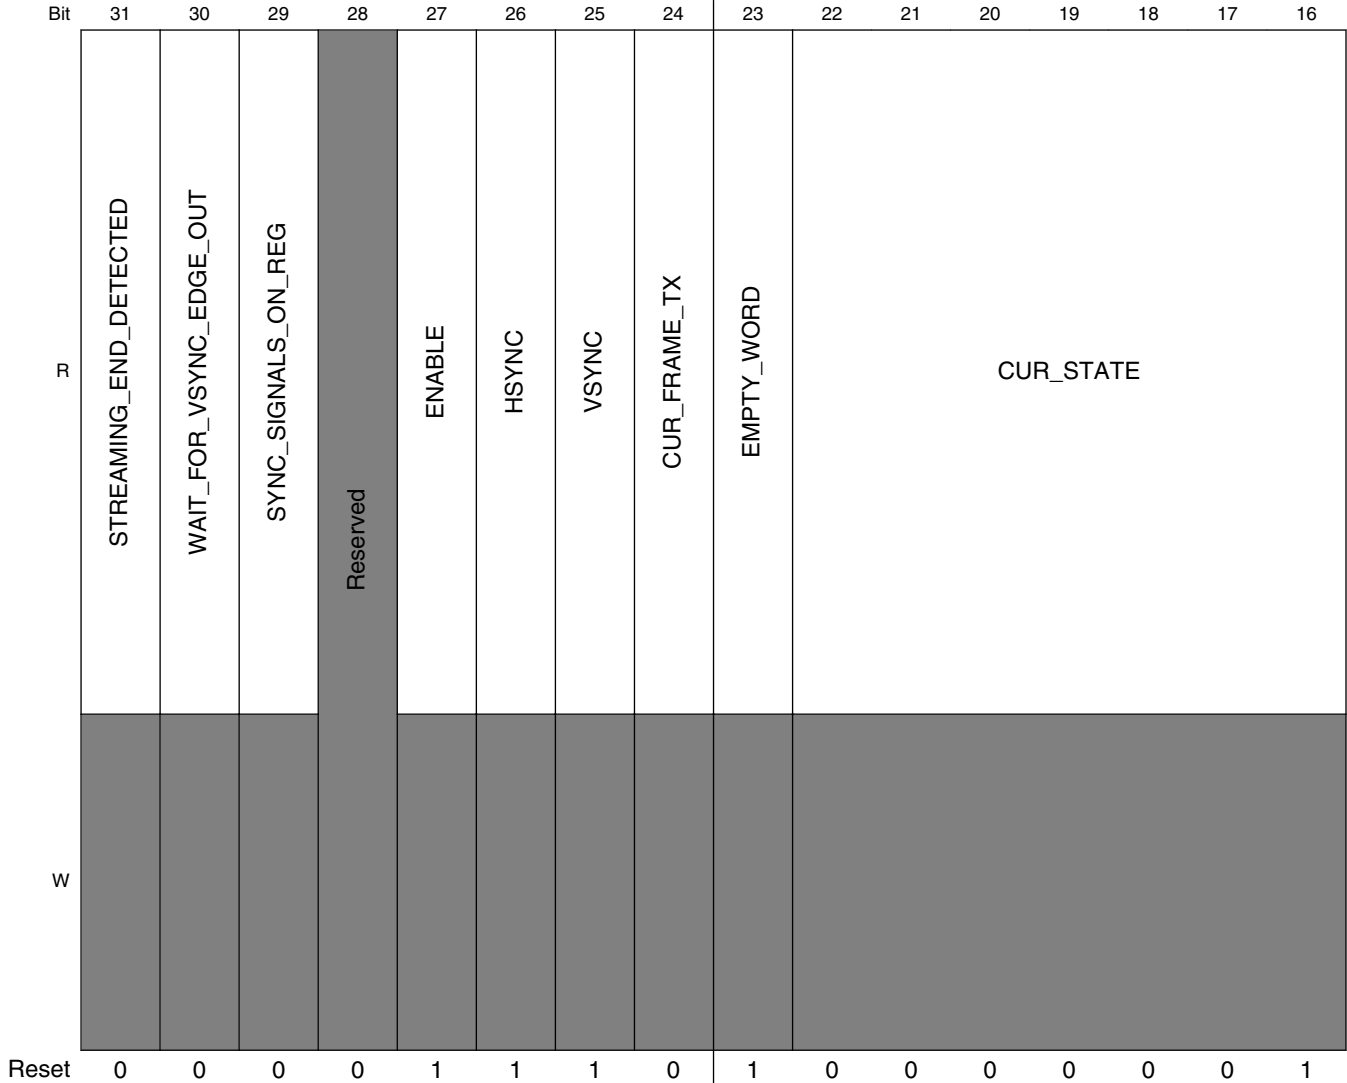 Bit 31 30 29 28 27 26 25 24 23 22 21 20 19 18 17 16
R
STREAMING_END_DETECTED
WAIT_FOR_VSYNC_EDGE_OUT
SYNC_SIGNALS_ON_REG
Reserved
ENABLE
HSYNC
VSYNC
CUR_FRAME_TX
EMPTY_WORD
CUR_STATE
W
Reset 0 0 0 0 1 1 1 0 1 0 0 0 0 0 0 1